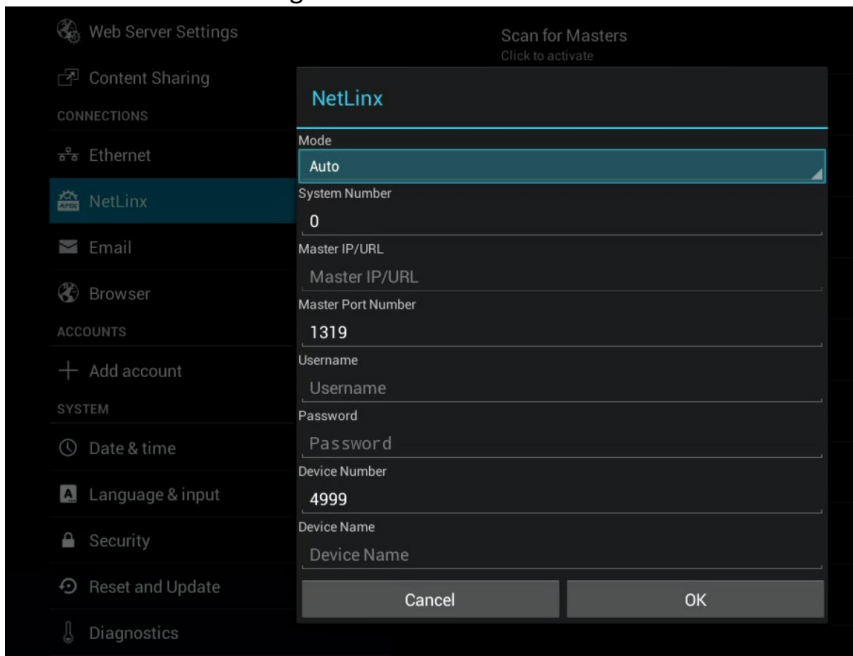 Web Server Settings
Content Sharing
CONNECTIONS
Ethernet
NetLinx
Email
Browser
ACCOUNTS
Add account
SYSTEM
Date & time
Language & input
Security
Reset and Update
Diagnostics
Scan for Masters
Click to activate
NetLinx
Mode
Auto
System Number
0
Master IP/URL
Master IP/URL
Master Port Number
1319
Username
Username
Password
Password
Device Number
4999
Device Name
Device Name
Cancel
OK